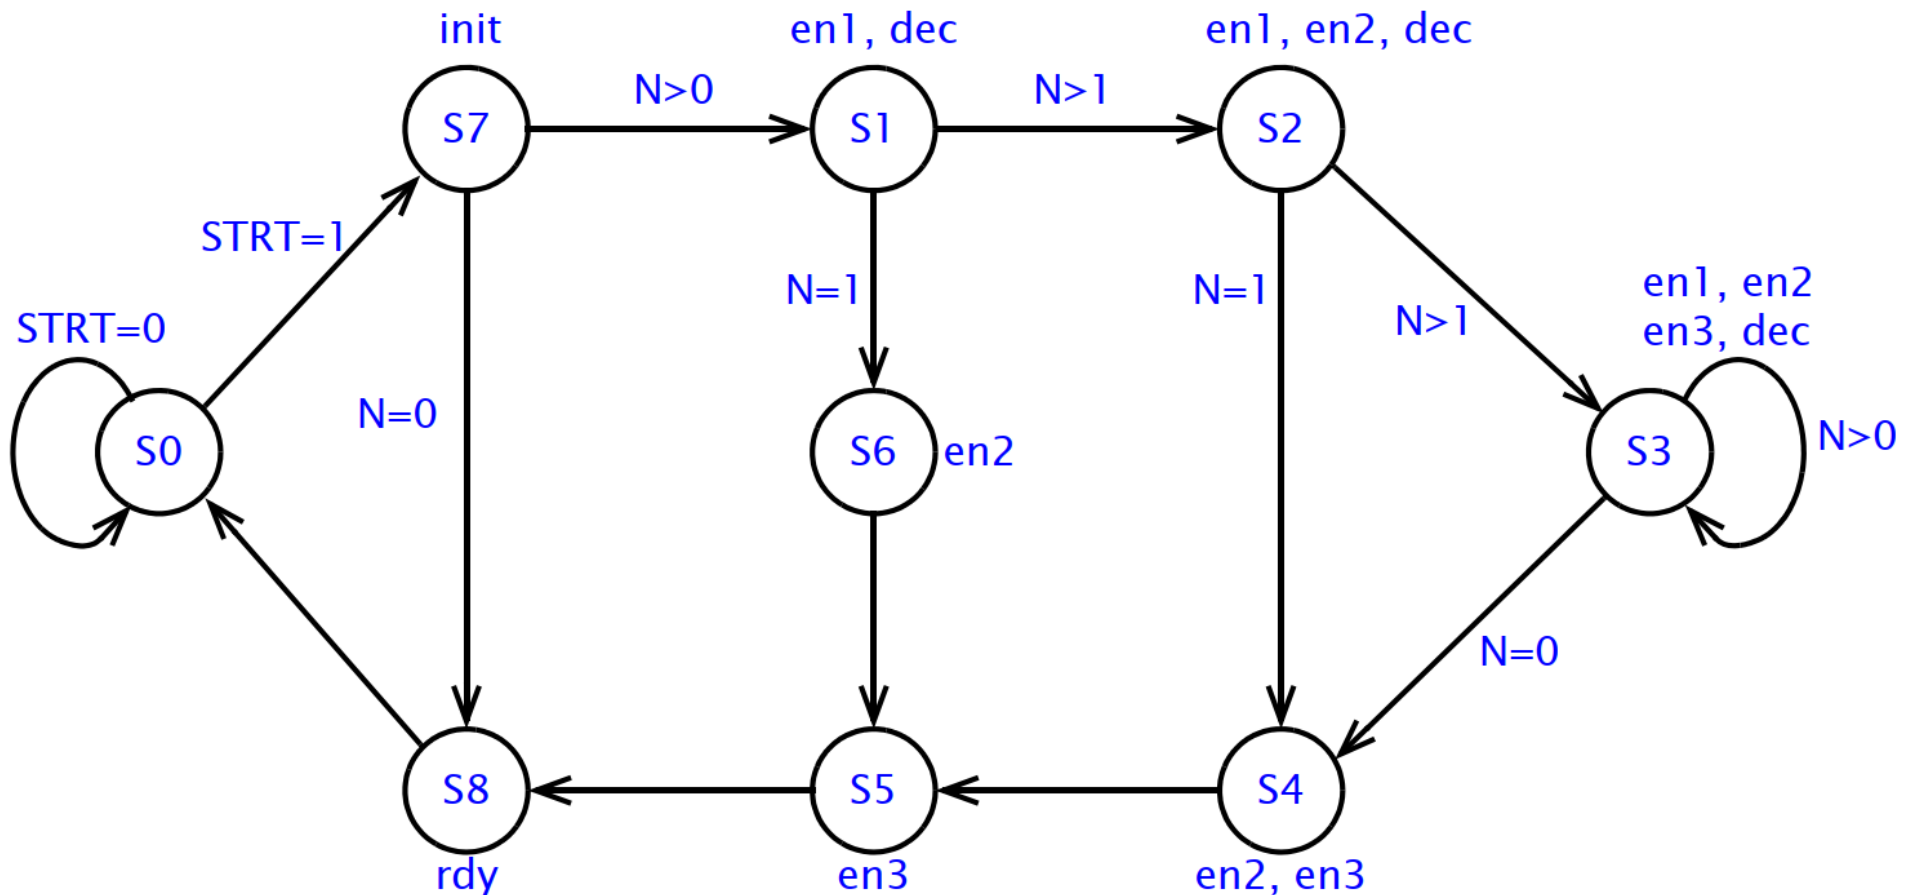 init
en1, dec
en1, en2, dec
N>0
N>1
S7
S1
S2
STRT=1
N=1
N=1
N>1
en1, en2
en3, dec
STRT=0
N=0
N>0
S0
S6
en2
S3
N=0
S8
S5
S4
rdy
en3
en2, en3